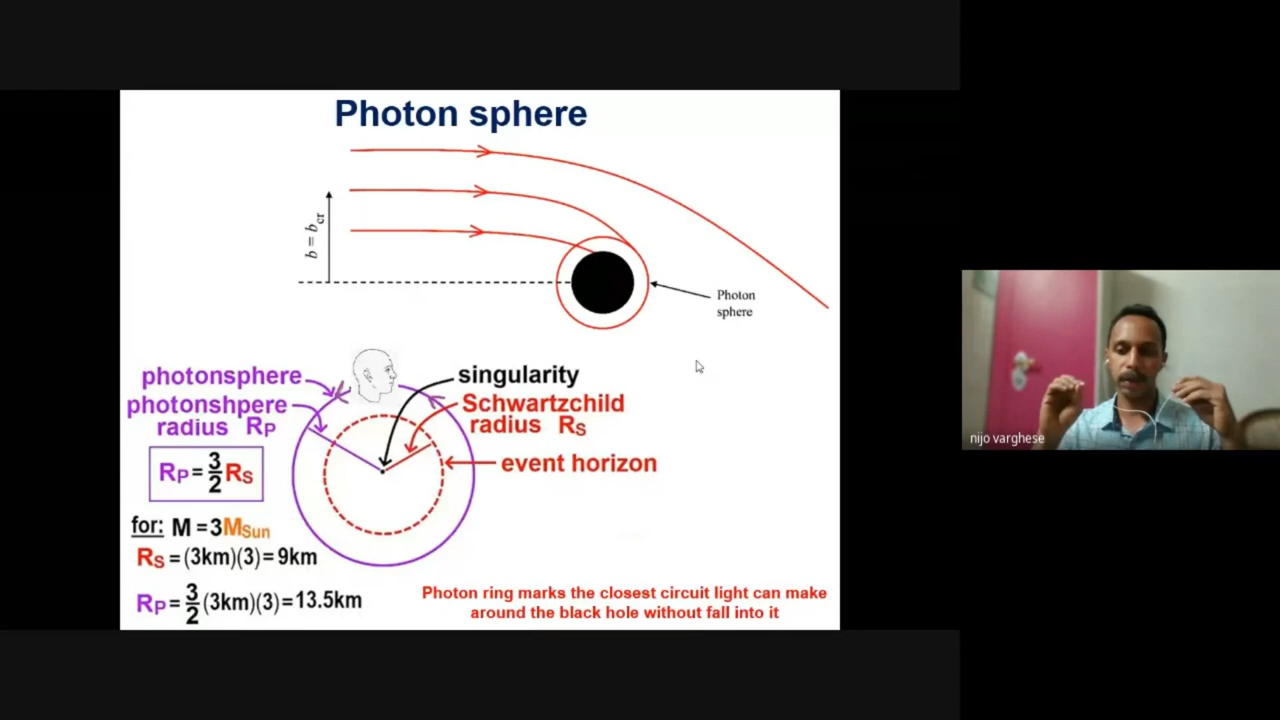 Photon sphere
b = bcr
Photon
sphere
photonsphere
singularity
photonshpere
radius RP
Schwartzchild
radius RS
event horizon
RP = 3/2 RS
for: M = 3MSun
RS = (3km)(3) = 9km
RP = 3/2 (3km)(3) = 13.5km
Photon ring marks the closest circuit light can make
around the black hole without fall into it
nijo varghese